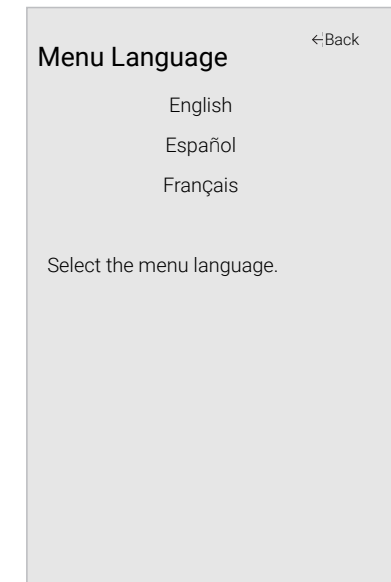 ←Back
Menu Language
English
Español
Français
Select the menu language.